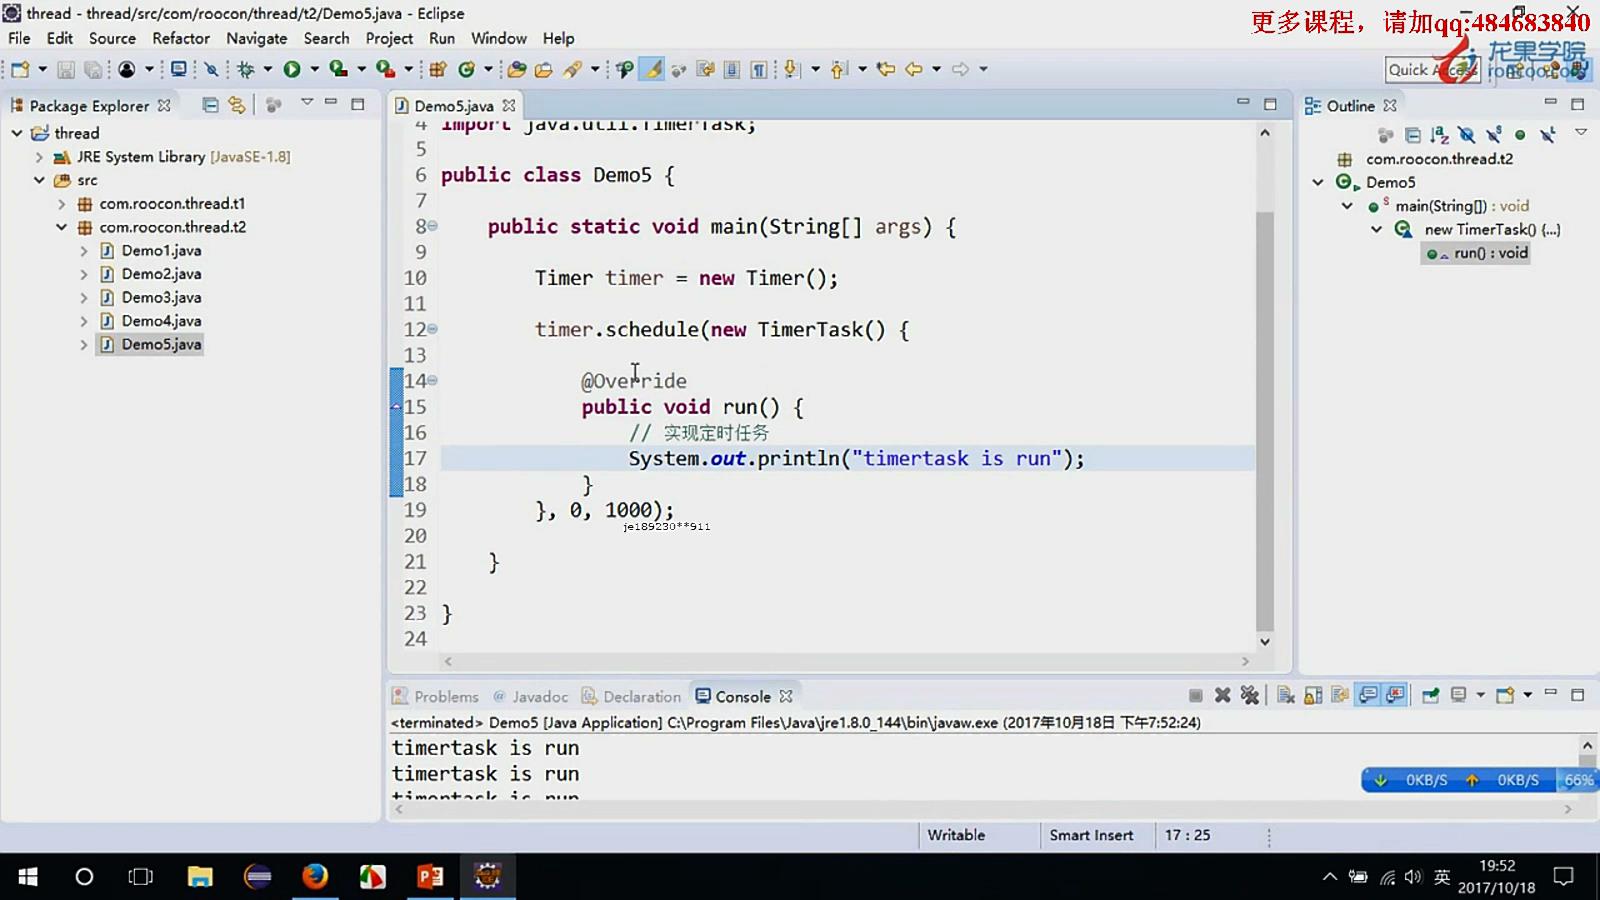 thread - thread/src/com/roocon/thread/t2/Demo5.java - Eclipse
更多课程，请加qq:484683840
File Edit Source Refactor Navigate Search Project Run Window Help
龙果学院
roncoo.com
Quick Access
Package Explorer
thread
JRE System Library [JavaSE-1.8]
src
com.roocon.thread.t1
com.roocon.thread.t2
Demo1.java
Demo2.java
Demo3.java
Demo4.java
Demo5.java
Demo5.java
4 import java.util.TimerTask;
5
6 public class Demo5 {
7
8 public static void main(String[] args) {
9
10 Timer timer = new Timer();
11
12 timer.schedule(new TimerTask() {
13
14 @Override
15 public void run() {
16 // 实现定时任务
17 System.out.println("timertask is run");
18 }
19 }, 0, 1000);
je189230**911
20
21 }
22
23 }
24
Outline
com.roocon.thread.t2
Demo5
main(String[]) : void
new TimerTask() {...}
run() : void
Problems @ Javadoc Declaration Console
<terminated> Demo5 [Java Application] C:\Program Files\Java\jre1.8.0_144\bin\javaw.exe (2017年10月18日 下午7:52:24)
timertask is run
timertask is run
timertask is run
0KB/S 0KB/S 66%
Writable Smart Insert 17 : 25
英
19:52
2017/10/18